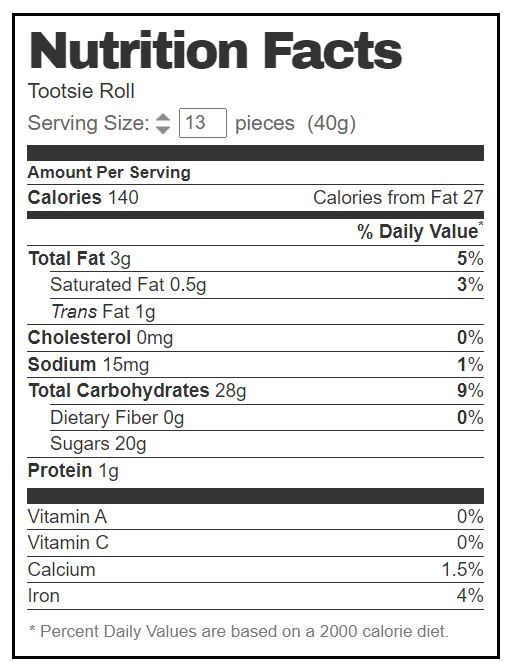 Nutrition Facts
Tootsie Roll
Serving Size: 13 pieces (40g)
Amount Per Serving
Calories 140 Calories from Fat 27
% Daily Value*
Total Fat 3g 5%
Saturated Fat 0.5g 3%
Trans Fat 1g
Cholesterol 0mg 0%
Sodium 15mg 1%
Total Carbohydrates 28g 9%
Dietary Fiber 0g 0%
Sugars 20g
Protein 1g
Vitamin A 0%
Vitamin C 0%
Calcium 1.5%
Iron 4%
* Percent Daily Values are based on a 2000 calorie diet.